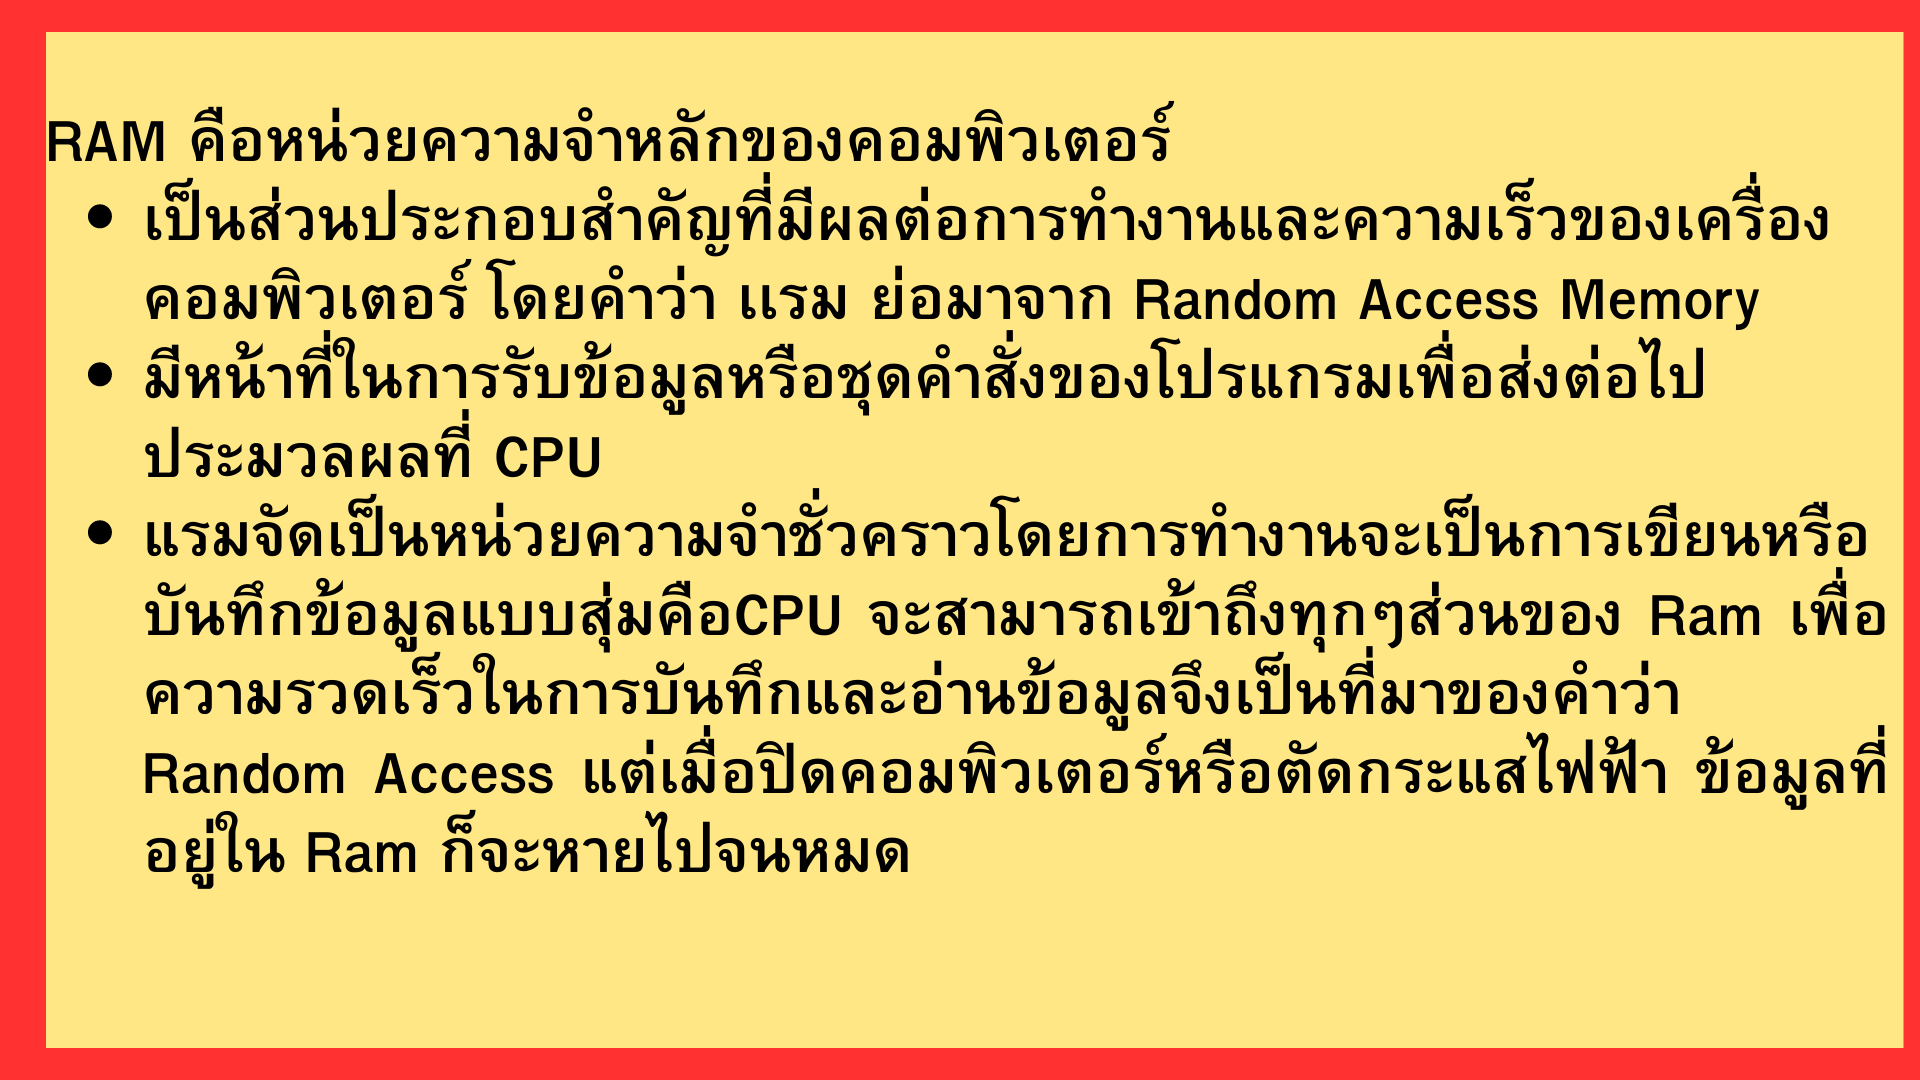 RAM คือหน่วยความจำหลักของคอมพิวเตอร์
• เป็นส่วนประกอบสำคัญที่มีผลต่อการทำงานและความเร็วของเครื่อง
คอมพิวเตอร์ โดยคำว่า แรม ย่อมาจาก Random Access Memory
• มีหน้าที่ในการรับข้อมูลหรือชุดคำสั่งของโปรแกรมเพื่อส่งต่อไป
ประมวลผลที่ CPU
• แรมจัดเป็นหน่วยความจำชั่วคราวโดยการทำงานจะเป็นการเขียนหรือ
บันทึกข้อมูลแบบสุ่มคือCPU จะสามารถเข้าถึงทุกๆส่วนของ Ram เพื่อ
ความรวดเร็วในการบันทึกและอ่านข้อมูลจึงเป็นที่มาของคำว่า
Random Access แต่เมื่อปิดคอมพิวเตอร์หรือตัดกระแสไฟฟ้า ข้อมูลที่
อยู่ใน Ram ก็จะหายไปจนหมด